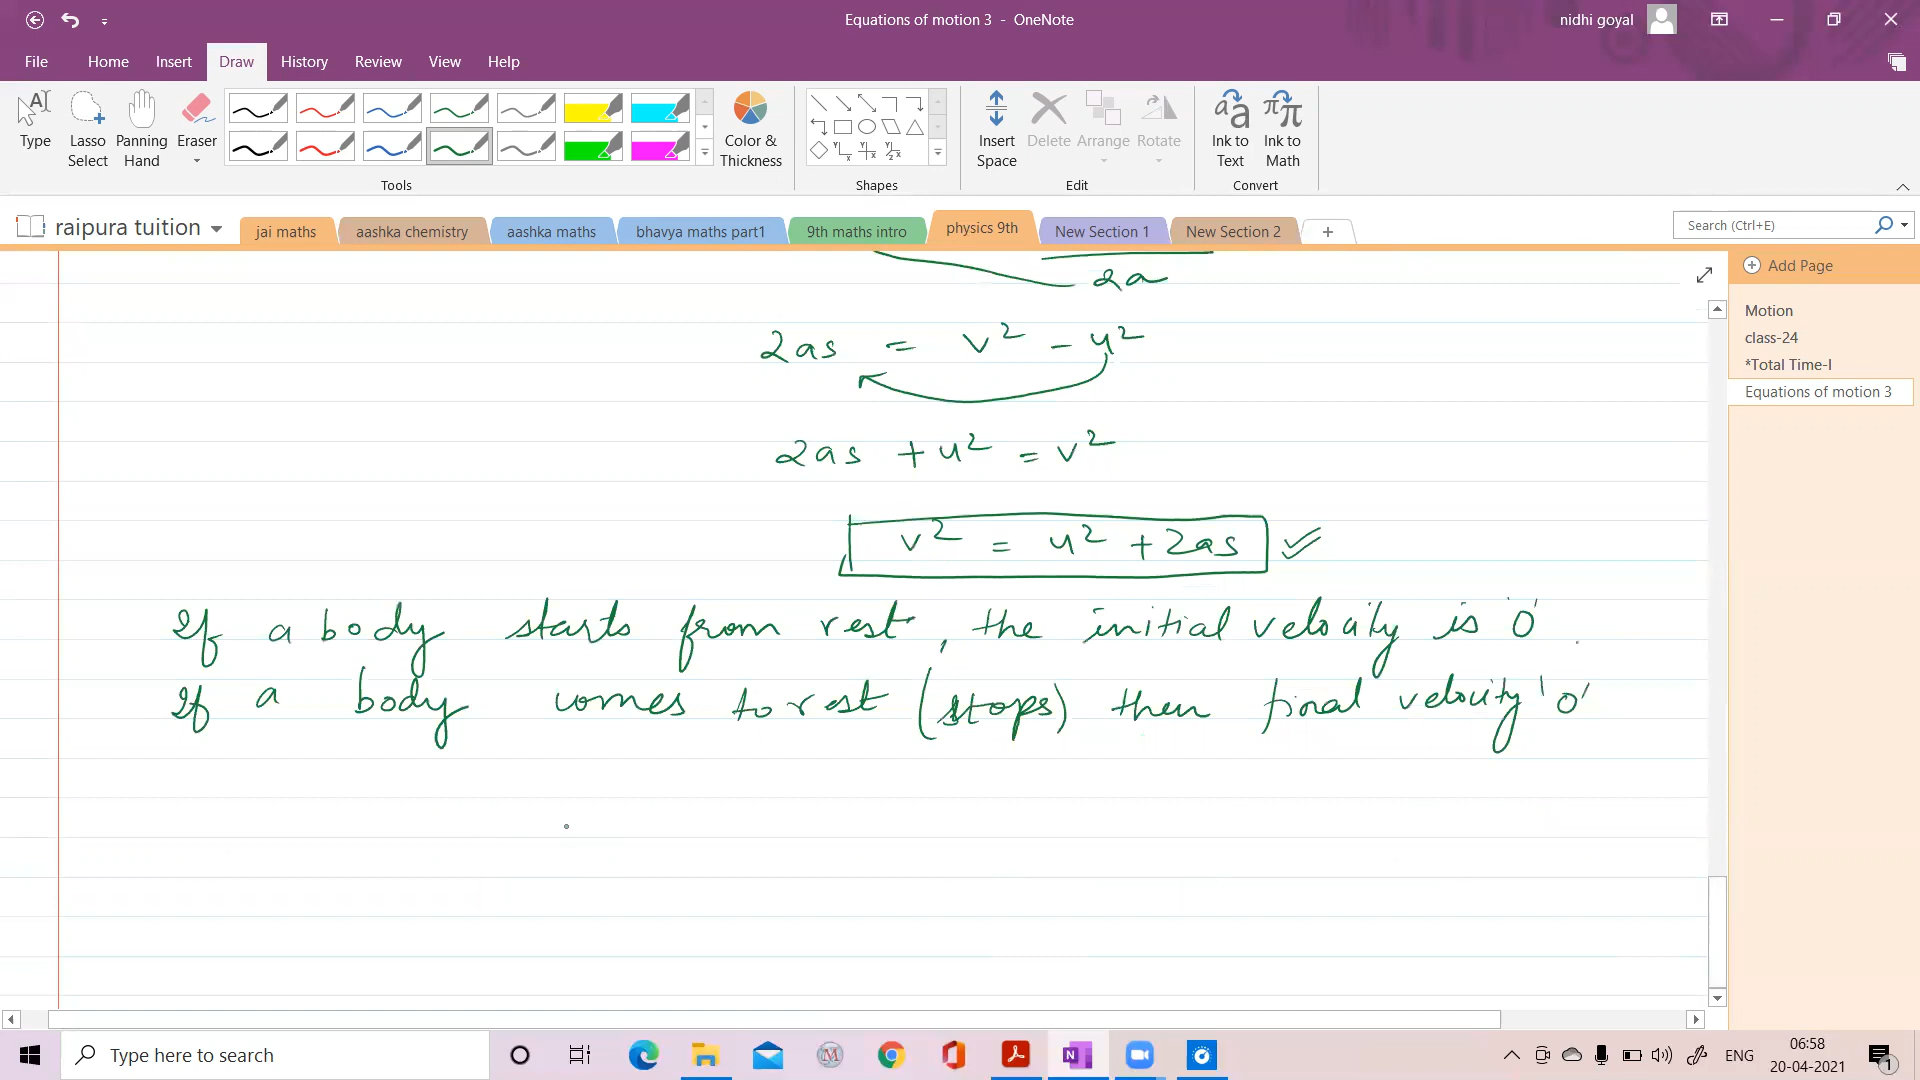 Equations of motion 3 - OneNote
nidhi goyal
File Home Insert Draw History Review View Help
Type
Lasso Select
Panning Hand
Eraser
Color & Thickness
Insert Space
Delete
Arrange
Rotate
Ink to Text
Ink to Math
Tools
Shapes
Edit
Convert
raipura tuition
jai maths
aashka chemistry
aashka maths
bhavya maths part1
9th maths intro
physics 9th
New Section 1
New Section 2
Search (Ctrl+E)
Add Page
Motion
class-24
*Total Time-I
Equations of motion 3
2a
2as = v² - u²
2as + u² = v²
v² = u² + 2as
If a body starts from rest, the initial velocity is '0'.
If a body comes to rest (stops) then final velocity '0'
Type here to search
ENG
06:58
20-04-2021
1